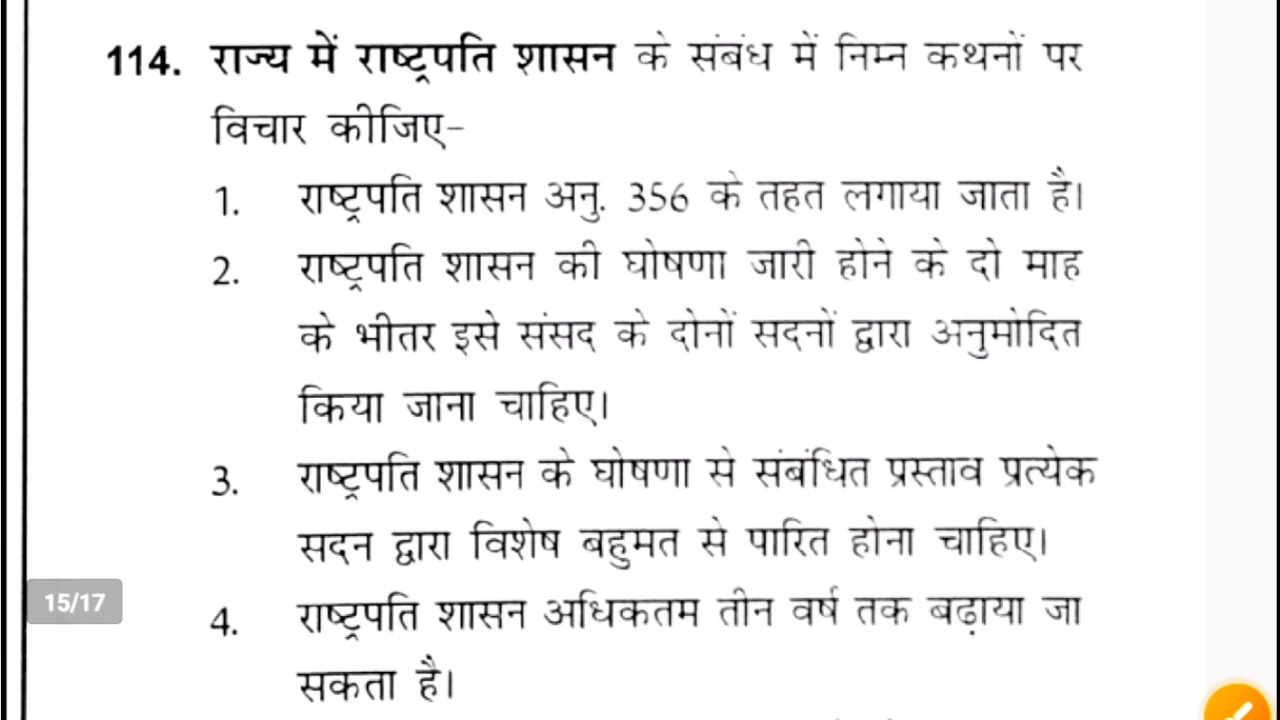 114. राज्य में राष्ट्रपति शासन के संबंध में निम्न कथनों पर
विचार कीजिए-
1. राष्ट्रपति शासन अनु. 356 के तहत लगाया जाता है।
2. राष्ट्रपति शासन की घोषणा जारी होने के दो माह
के भीतर इसे संसद के दोनों सदनों द्वारा अनुमोदित
किया जाना चाहिए।
3. राष्ट्रपति शासन के घोषणा से संबंधित प्रस्ताव प्रत्येक
सदन द्वारा विशेष बहुमत से पारित होना चाहिए।
15/17
4. राष्ट्रपति शासन अधिकतम तीन वर्ष तक बढ़ाया जा
सकता है।